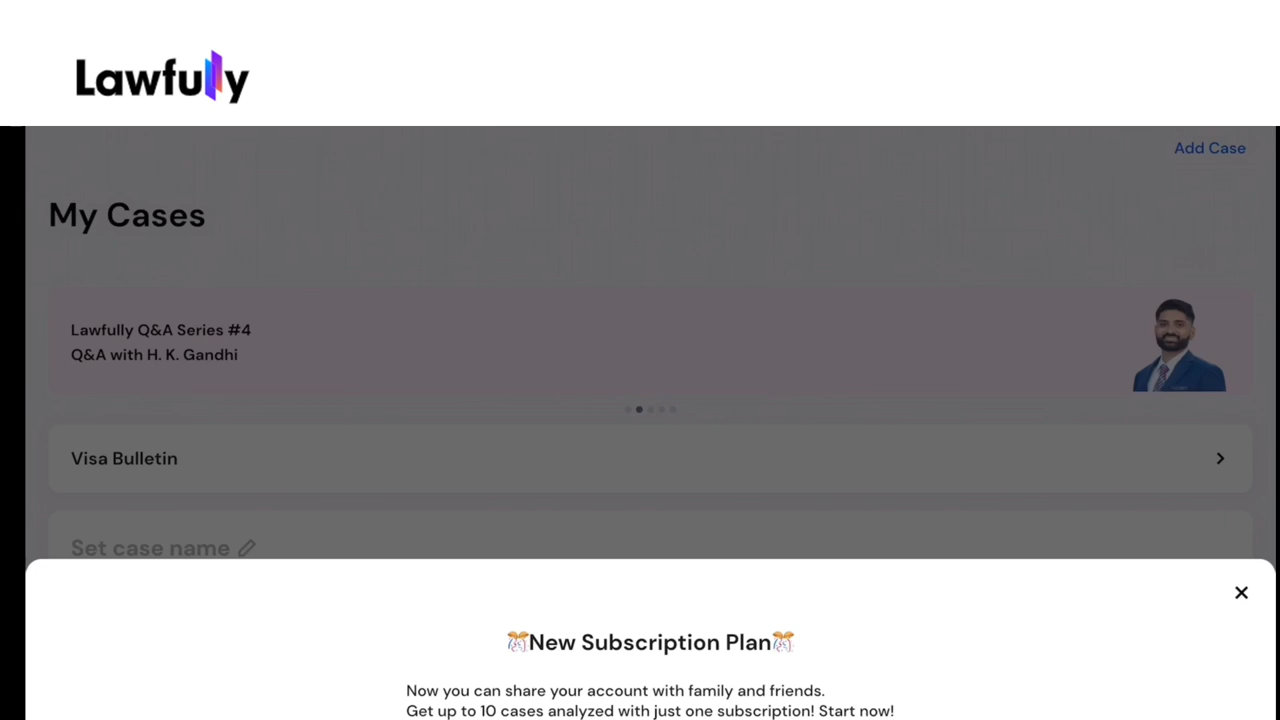 Lawfully
Add Case
My Cases
Lawfully Q&A Series #4
Q&A with H. K. Gandhi
Visa Bulletin
Set case name
New Subscription Plan
Now you can share your account with family and friends.
Get up to 10 cases analyzed with just one subscription! Start now!